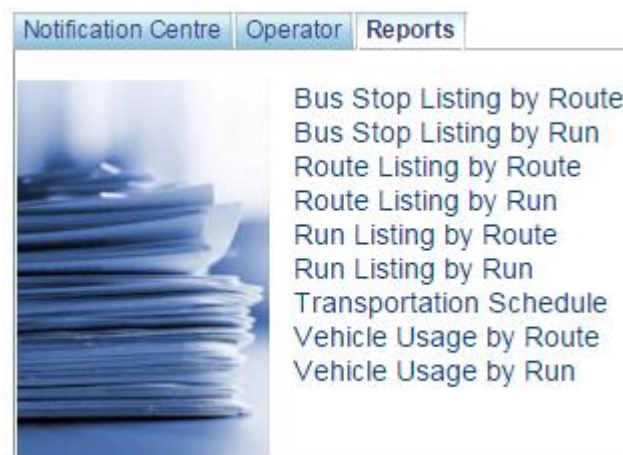 Notification Centre Operator Reports
Bus Stop Listing by Route
Bus Stop Listing by Run
Route Listing by Route
Route Listing by Run
Run Listing by Route
Run Listing by Run
Transportation Schedule
Vehicle Usage by Route
Vehicle Usage by Run